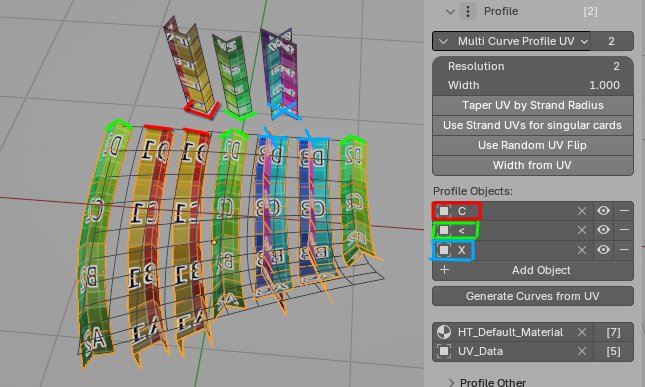 Profile [2]
Multi Curve Profile UV 2
Resolution 2
Width 1.000
Taper UV by Strand Radius
Use Strand UVs for singular cards
Use Random UV Flip
Width from UV
Profile Objects:
C
<
X
Add Object
Generate Curves from UV
HT_Default_Material [7]
UV_Data [5]
Profile Other